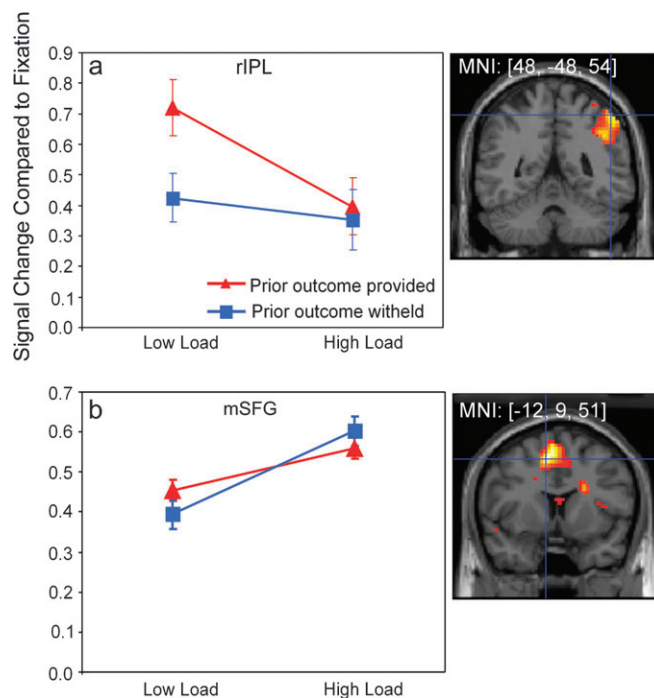 Signal Change Compared to Fixation
a
rIPL
0.9
0.8
0.7
0.6
0.5
0.4
0.3
0.2
0.1
0.0
Prior outcome provided
Prior outcome witheld
Low Load
High Load
MNI: [48, -48, 54]
b
mSFG
0.7
0.6
0.5
0.4
0.3
0.2
0.1
0.0
Low Load
High Load
MNI: [-12, 9, 51]